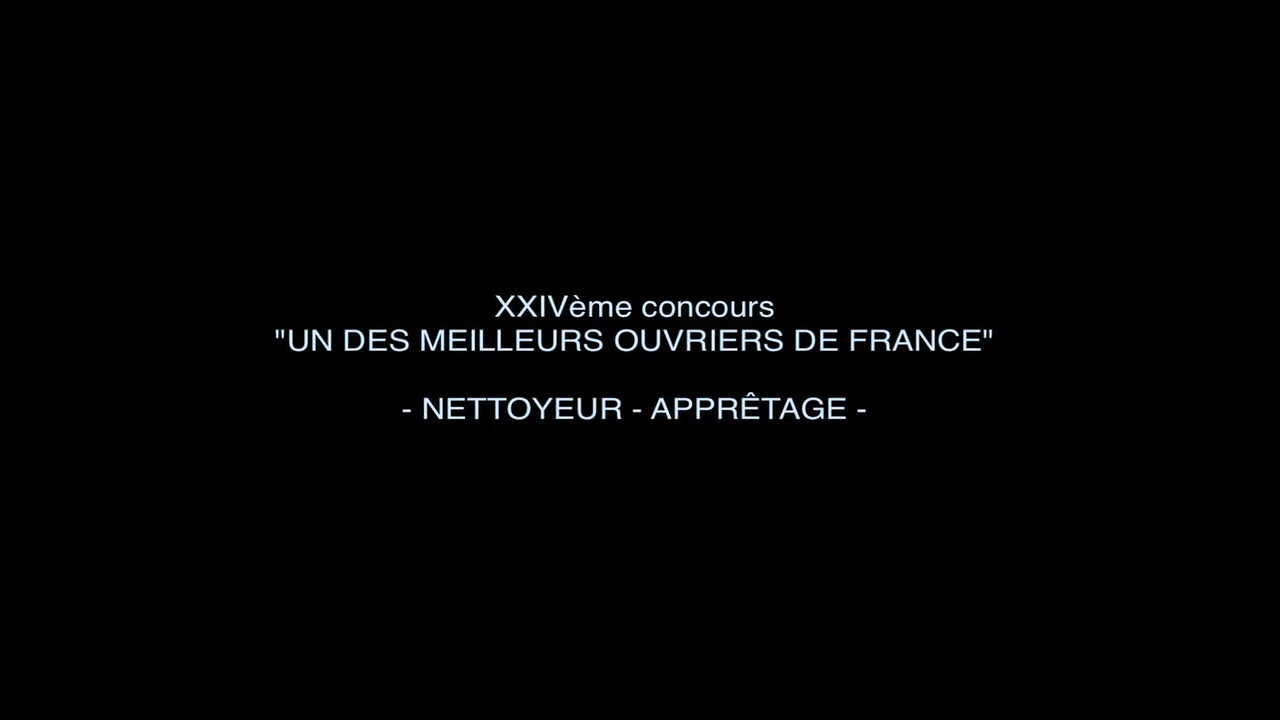 XXIVème concours
"UN DES MEILLEURS OUVRIERS DE FRANCE"
- NETTOYEUR - APPRÊTAGE -